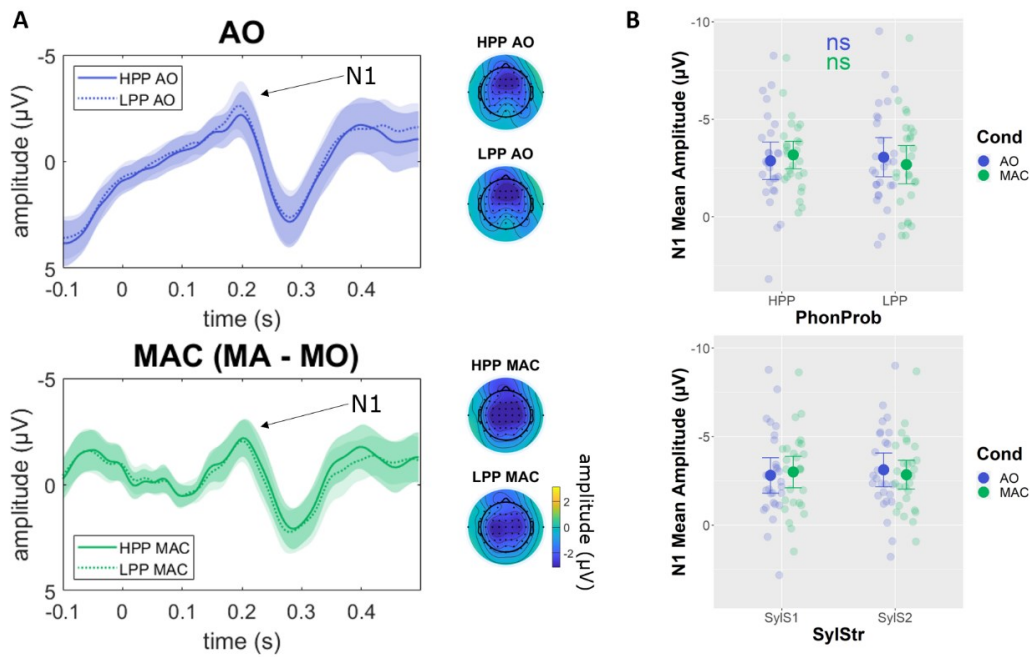 A
AO
-5
0
5
amplitude (µV)
HPP AO
LPP AO
N1
-0.1 0 0.1 0.2 0.3 0.4
time (s)
HPP AO
LPP AO
MAC (MA - MO)
-5
0
5
amplitude (µV)
N1
HPP MAC
LPP MAC
-0.1 0 0.1 0.2 0.3 0.4
time (s)
HPP MAC
LPP MAC
2
0
-2
amplitude (µV)
B
-10
-5
0
N1 Mean Amplitude (µV)
ns
ns
HPP LPP
PhonProb
Cond
AO
MAC
-10
-5
0
N1 Mean Amplitude (µV)
SylS1 SylS2
SylStr
Cond
AO
MAC